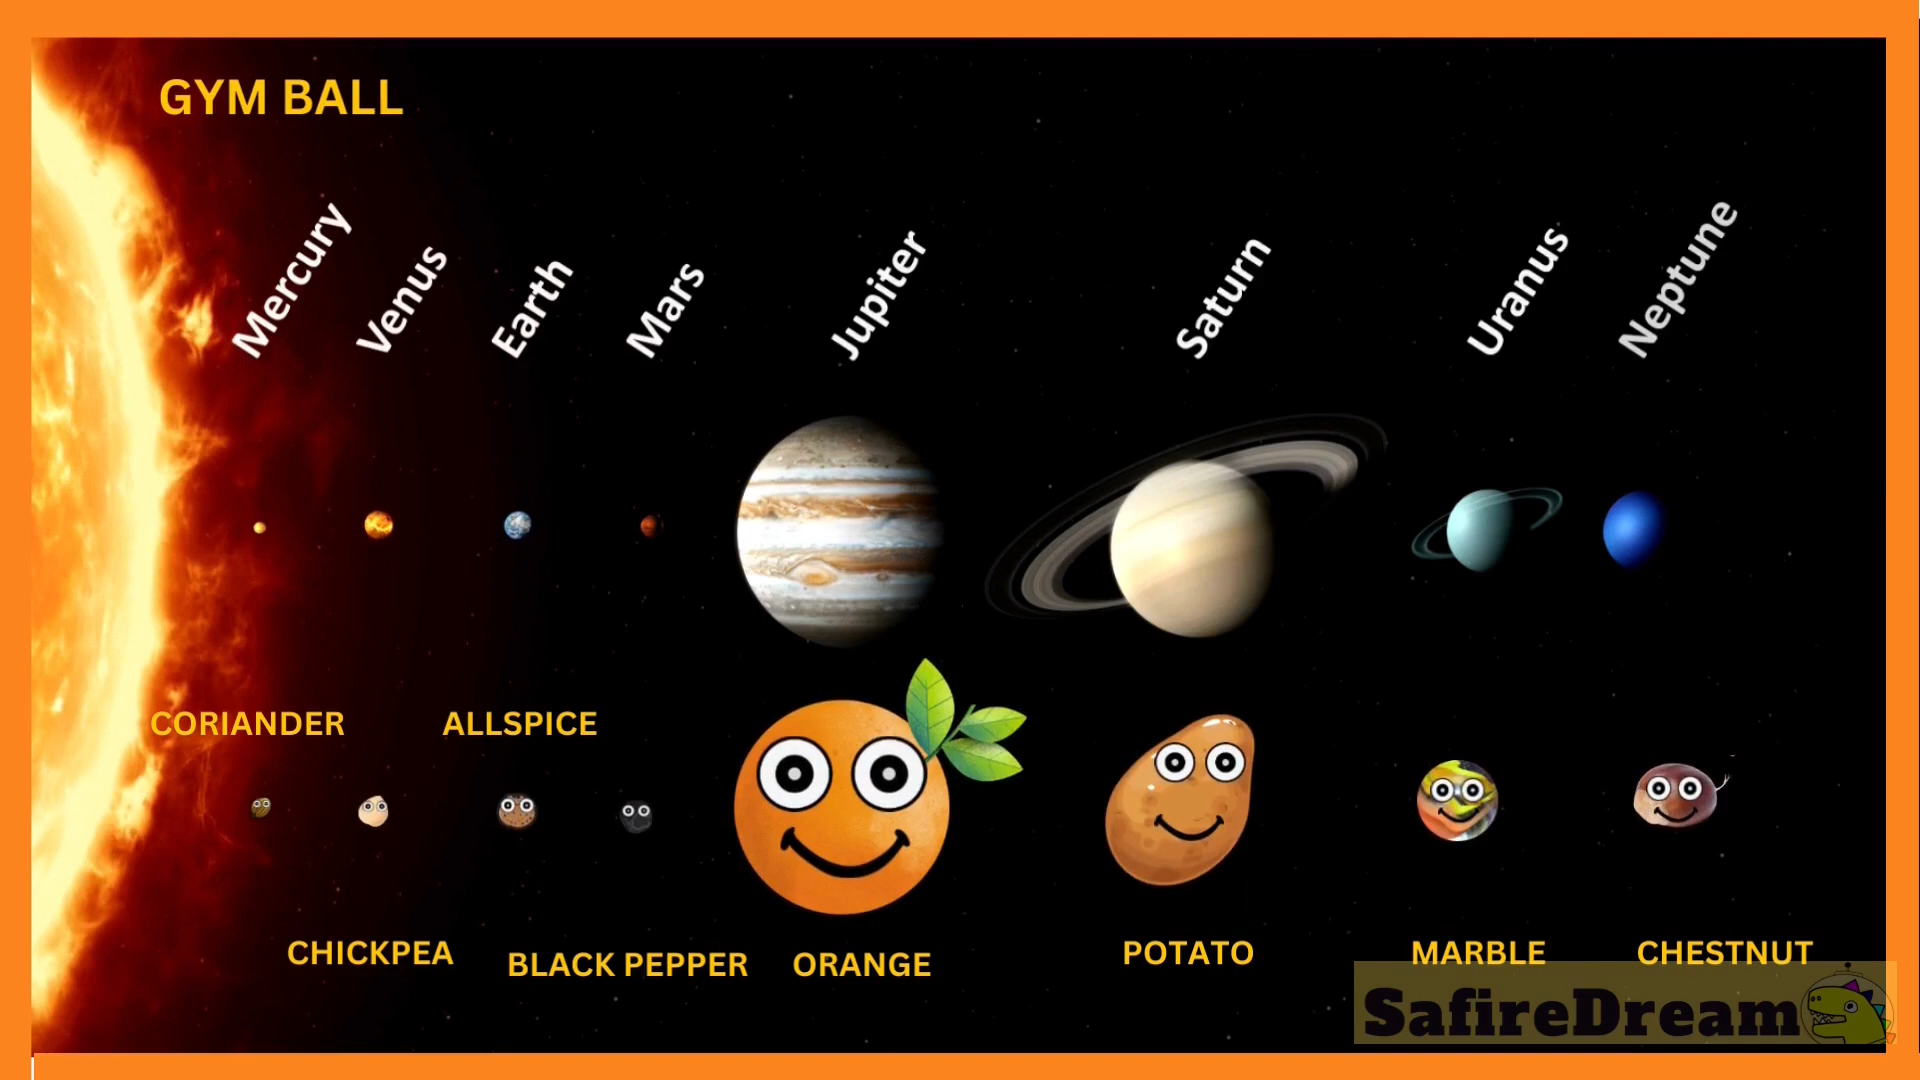 GYM BALL
Mercury
Venus
Earth
Mars
Jupiter
Saturn
Uranus
Neptune
CORIANDER
ALLSPICE
CHICKPEA
BLACK PEPPER
ORANGE
POTATO
MARBLE
CHESTNUT
SafireDream